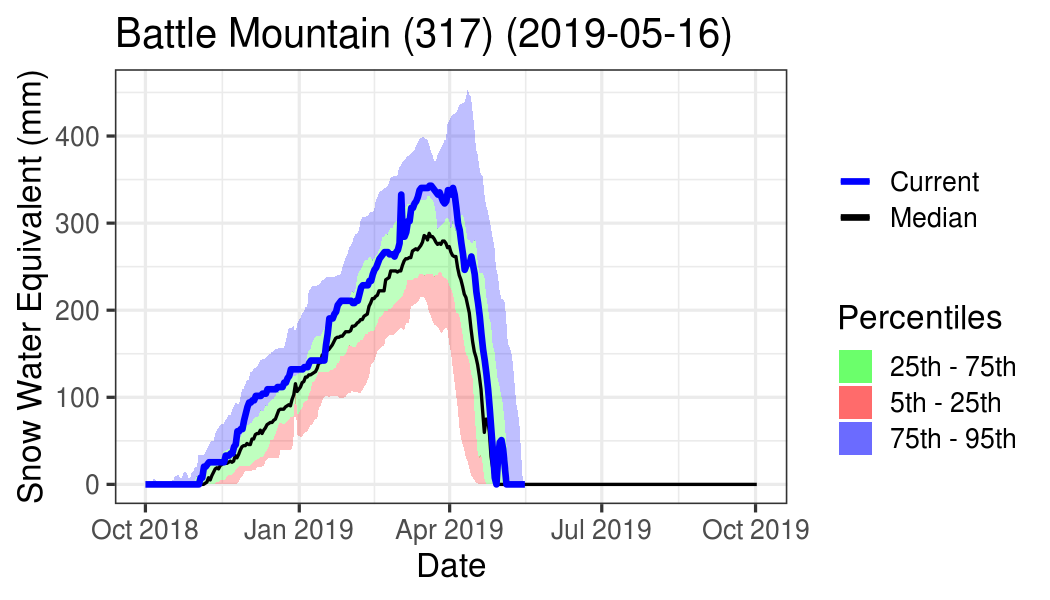 Battle Mountain (317) (2019-05-16)
Snow Water Equivalent (mm)
400
300
200
100
0
Oct 2018
Jan 2019
Apr 2019
Jul 2019
Oct 2019
Date
Current
Median
Percentiles
25th - 75th
5th - 25th
75th - 95th